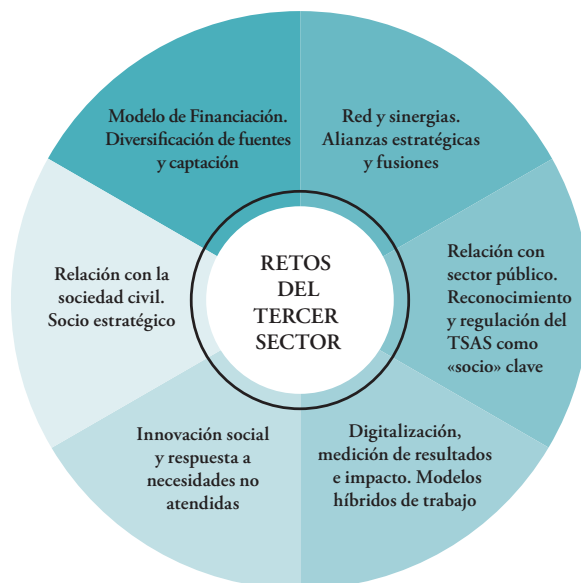 Modelo de Financiación.
Diversificación de fuentes
y captación
Red y sinergias.
Alianzas estratégicas
y fusiones
Relación con
sector público.
Reconocimiento
y regulación del
TSAS como
«socio» clave
Digitalización,
medición de resultados
e impacto. Modelos
híbridos de trabajo
Innovación social
y respuesta a
necesidades no
atendidas
Relación con la
sociedad civil.
Socio estratégico
RETOS
DEL
TERCER
SECTOR